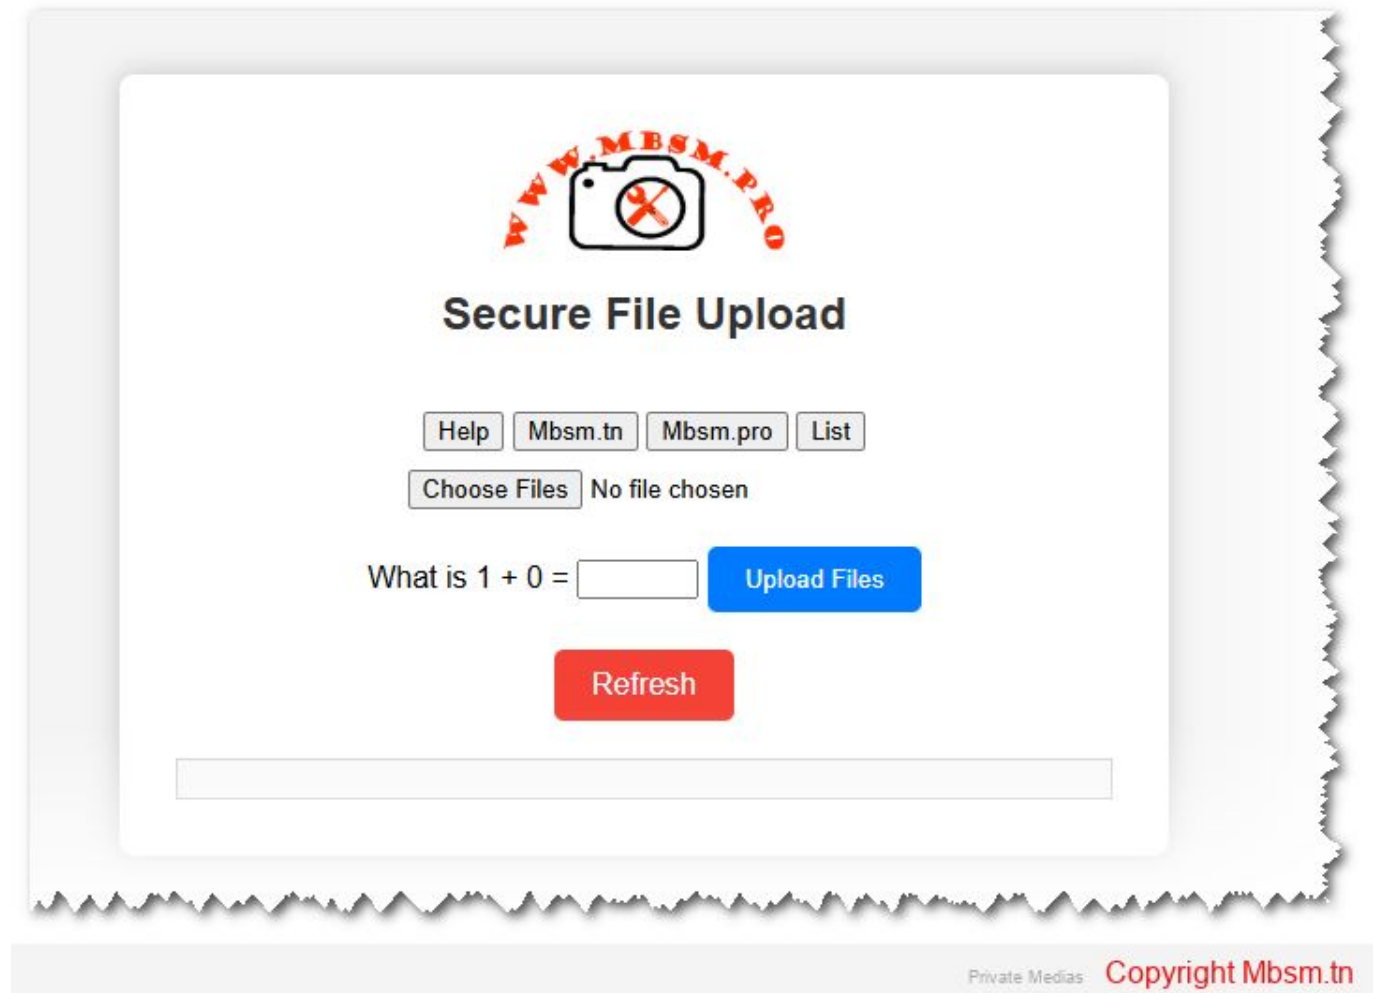 WWW.MBSM.PRO
Secure File Upload
Help Mbsm.tn Mbsm.pro List
Choose Files No file chosen
What is 1 + 0 = Upload Files
Refresh
Private Medias Copyright Mbsm.tn